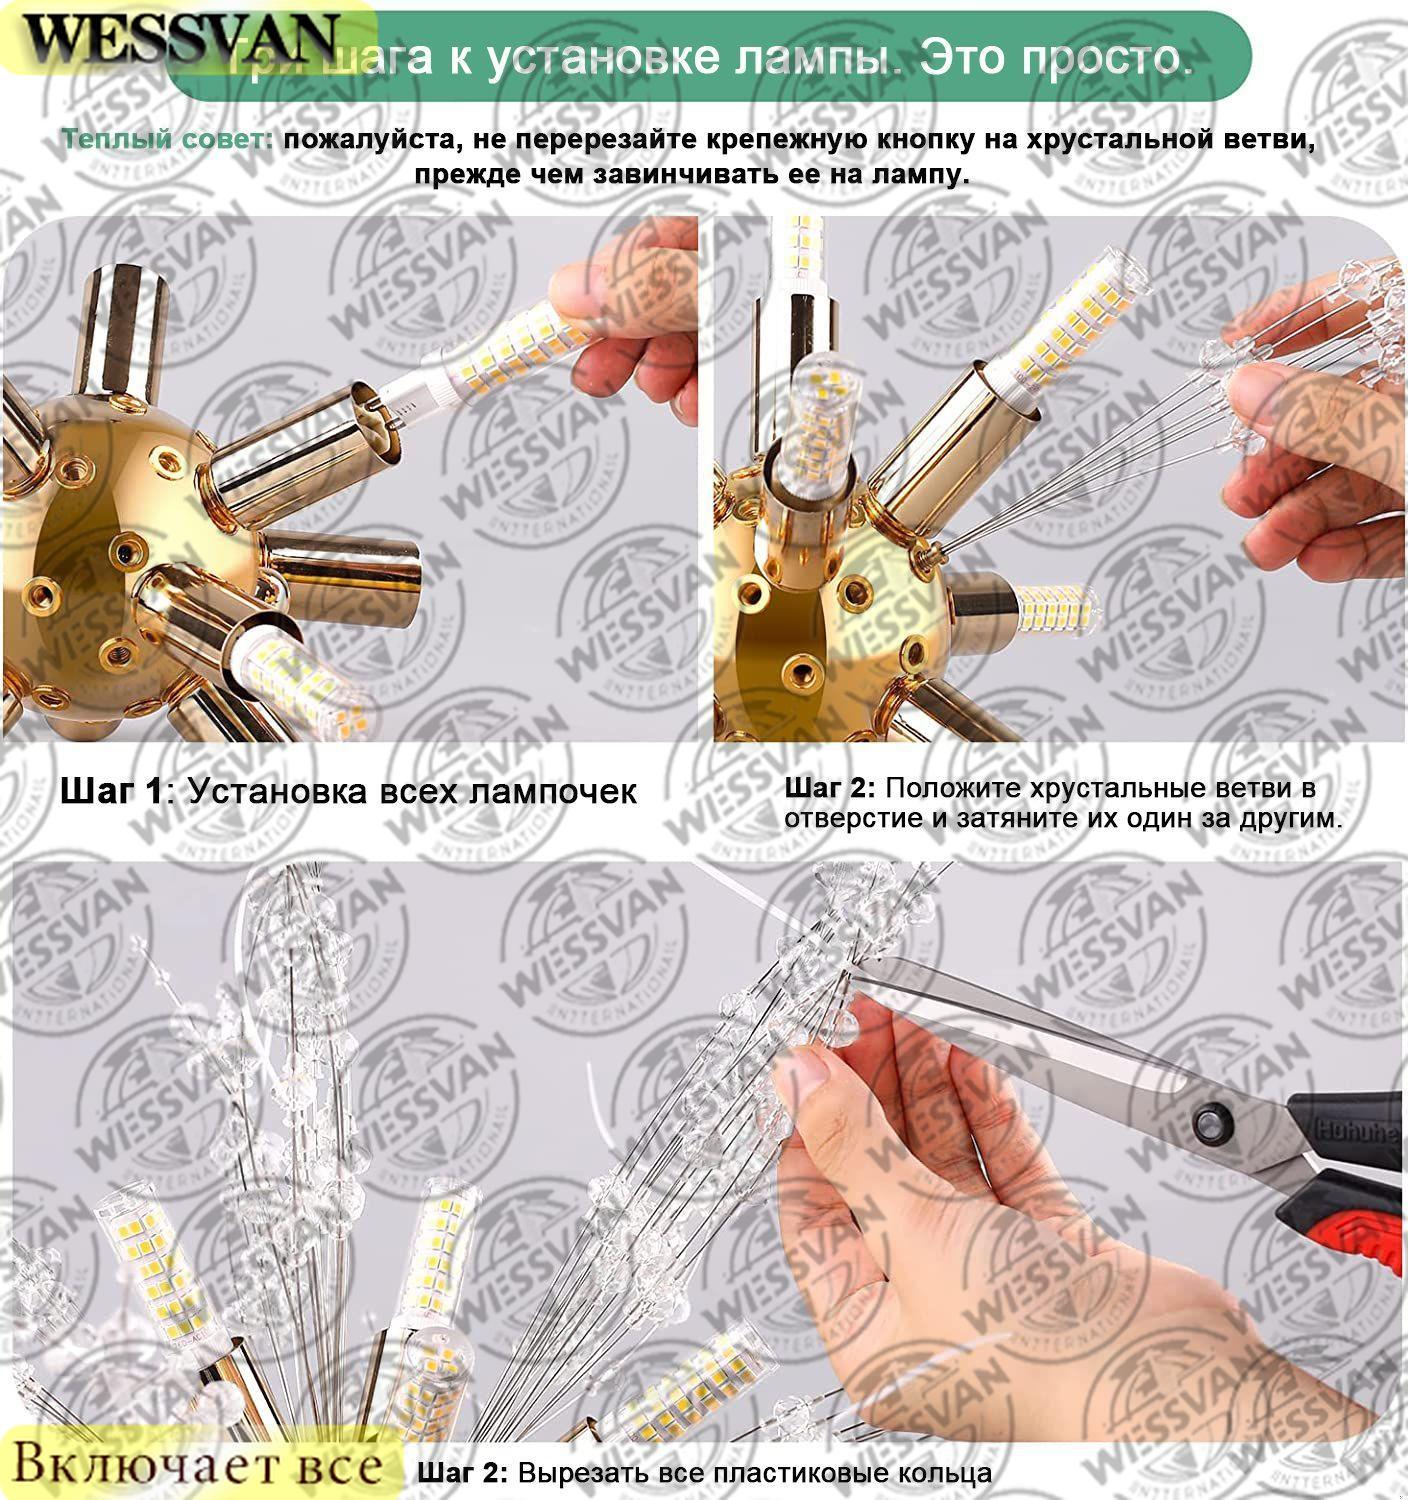 WESSVAN
Три шага к установке лампы. Это просто.
Теплый совет: пожалуйста, не перерезайте крепежную кнопку на хрустальной ветви,
прежде чем завинчивать ее на лампу.
Шаг 1: Установка всех лампочек
Шаг 2: Положите хрустальные ветви в
отверстие и затяните их один за другим.
Huhuhe
Включает все
Шаг 2: Вырезать все пластиковые кольца